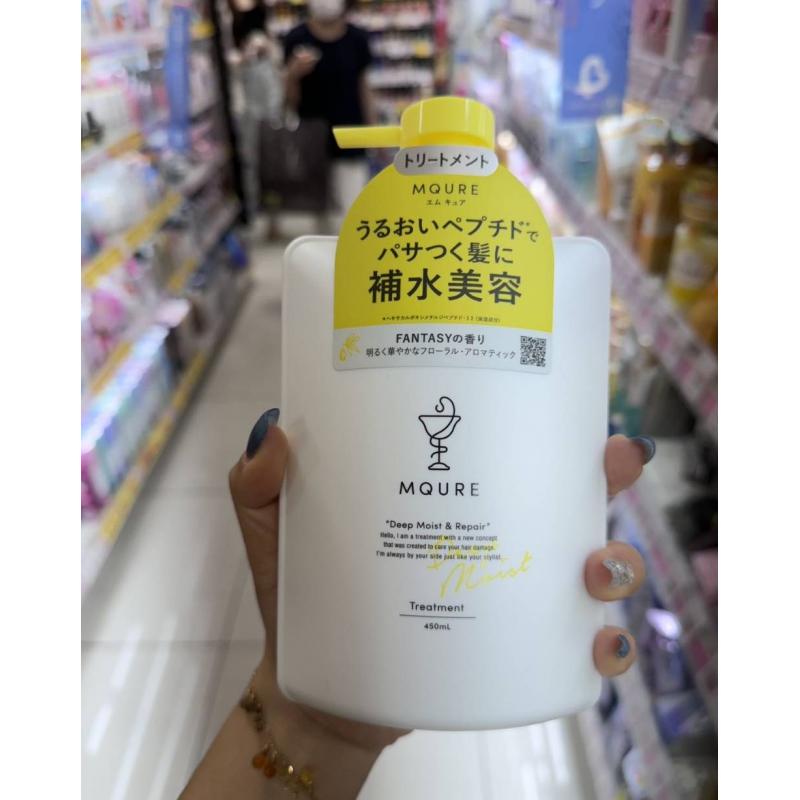 トリートメント
MQURE
エム キュア
うるおいペプチド※で
パサつく髪に
補水美容
FANTASYの香り
明るく華やかなフローラル・アロマティック
MQURE
"Deep Moist & Repair"
Hello, I am a treatment with a new concept
that was created to care your hair damage.
I'm always by your side just like your stylist.
Moist
Treatment
450mL